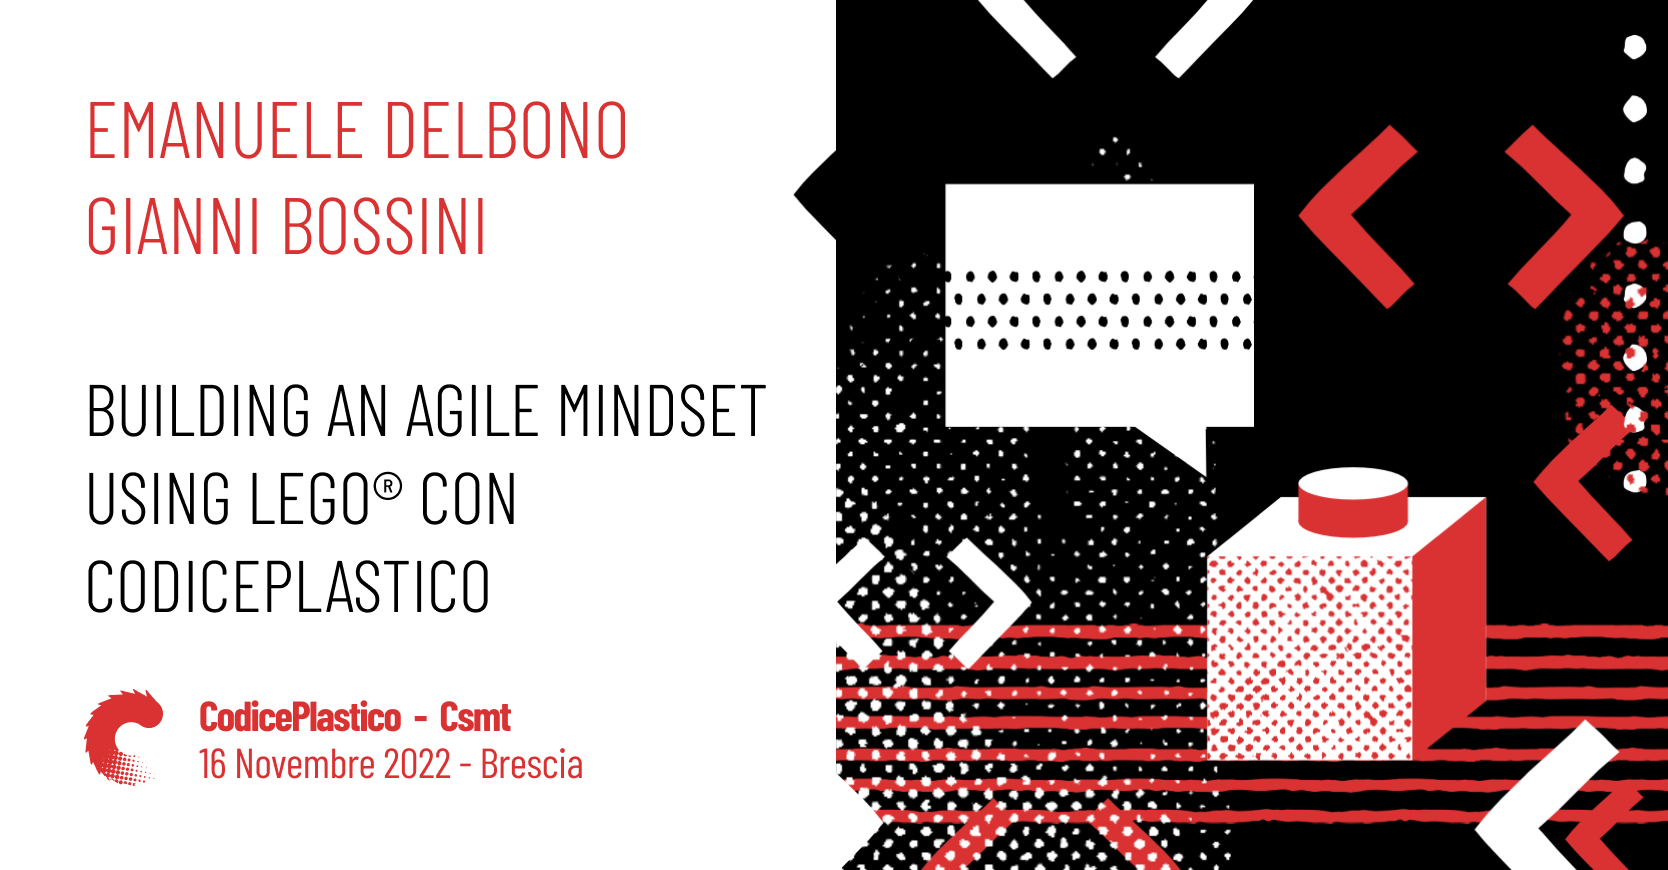 EMANUELE DELBONO
GIANNI BOSSINI
BUILDING AN AGILE MINDSET
USING LEGO® CON
CODICEPLASTICO
CodicePlastico - Csmt
16 Novembre 2022 - Brescia